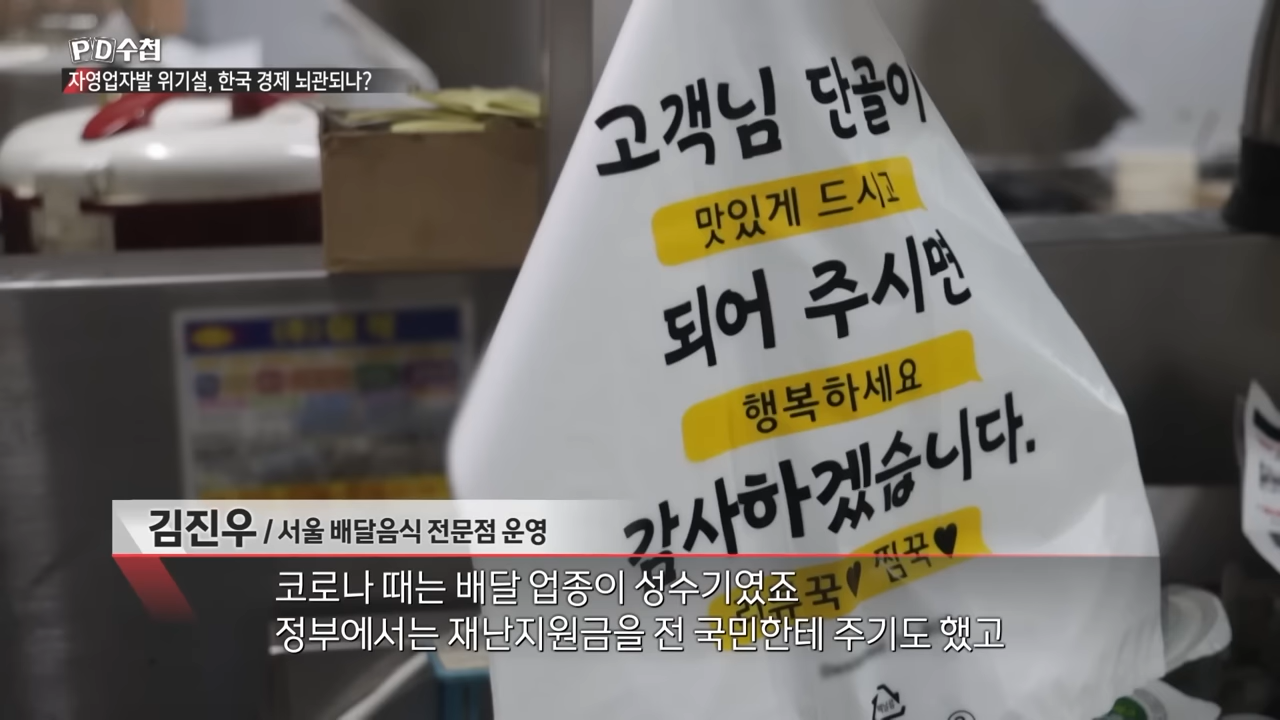 PD수첩
자영업자발 위기설, 한국 경제 뇌관되나?
고객님 단골이
맛있게 드시고
되어 주시면
행복하세요
감사하겠습니다.
리뷰꾹♥찜꾹♥
김진우 / 서울 배달음식 전문점 운영
코로나 때는 배달 업종이 성수기였죠
정부에서는 재난지원금을 전 국민한테 주기도 했고